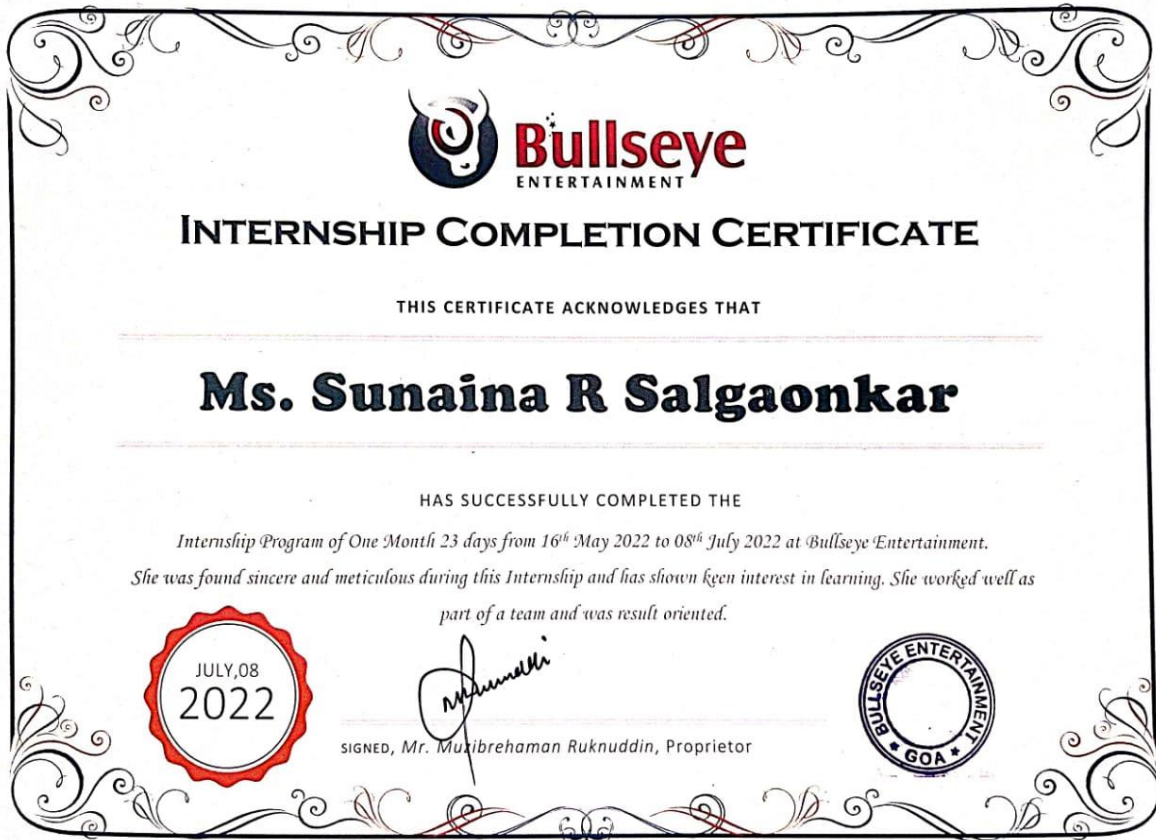 Bullseye
ENTERTAINMENT
INTERNSHIP COMPLETION CERTIFICATE
THIS CERTIFICATE ACKNOWLEDGES THAT
Ms. Sunaina R Salgaonkar
HAS SUCCESSFULLY COMPLETED THE
Internship Program of One Month 23 days from 16th May 2022 to 08th July 2022 at Bullseye Entertainment.
She was found sincere and meticulous during this Internship and has shown keen interest in learning. She worked well as
part of a team and was result oriented.
JULY,08
2022
SIGNED, Mr. Muzibrehaman Ruknuddin, Proprietor
BULLSEYE ENTERTAINMENT
★ GOA ★